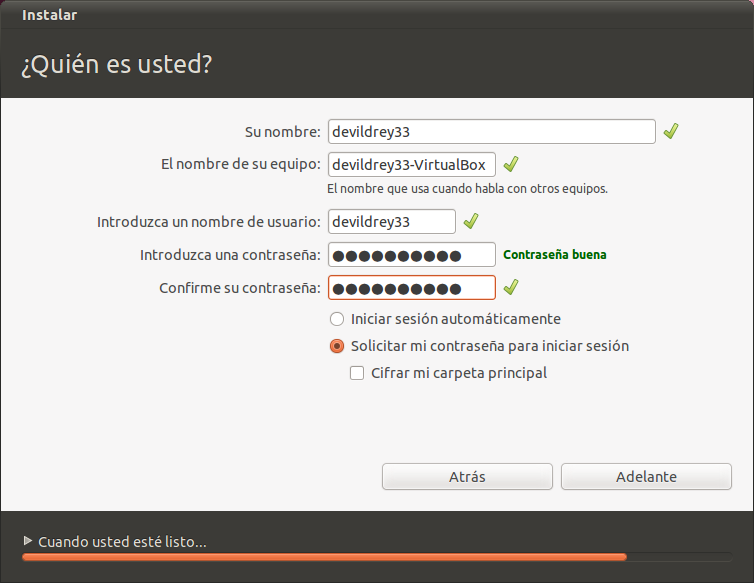 Instalar
¿Quién es usted?
Su nombre: devildrey33
El nombre de su equipo: devildrey33-VirtualBox
El nombre que usa cuando habla con otros equipos.
Introduzca un nombre de usuario: devildrey33
Introduzca una contraseña: ●●●●●●●●●● Contraseña buena
Confirme su contraseña: ●●●●●●●●●●
Iniciar sesión automáticamente
Solicitar mi contraseña para iniciar sesión
Cifrar mi carpeta principal
Atrás Adelante
Cuando usted esté listo...